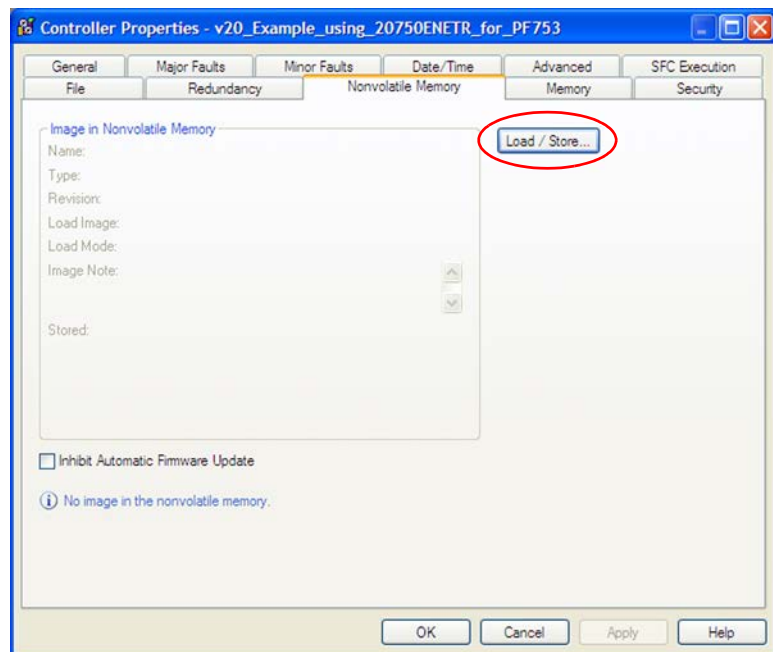 Controller Properties - v20_Example_using_20750ENETR_for_PF753
General Major Faults Minor Faults Date/Time Advanced SFC Execution
File Redundancy Nonvolatile Memory Memory Security
Image in Nonvolatile Memory
Load / Store...
Name:
Type:
Revision:
Load Image:
Load Mode:
Image Note:
Stored:
Inhibit Automatic Firmware Update
No image in the nonvolatile memory.
OK Cancel Apply Help